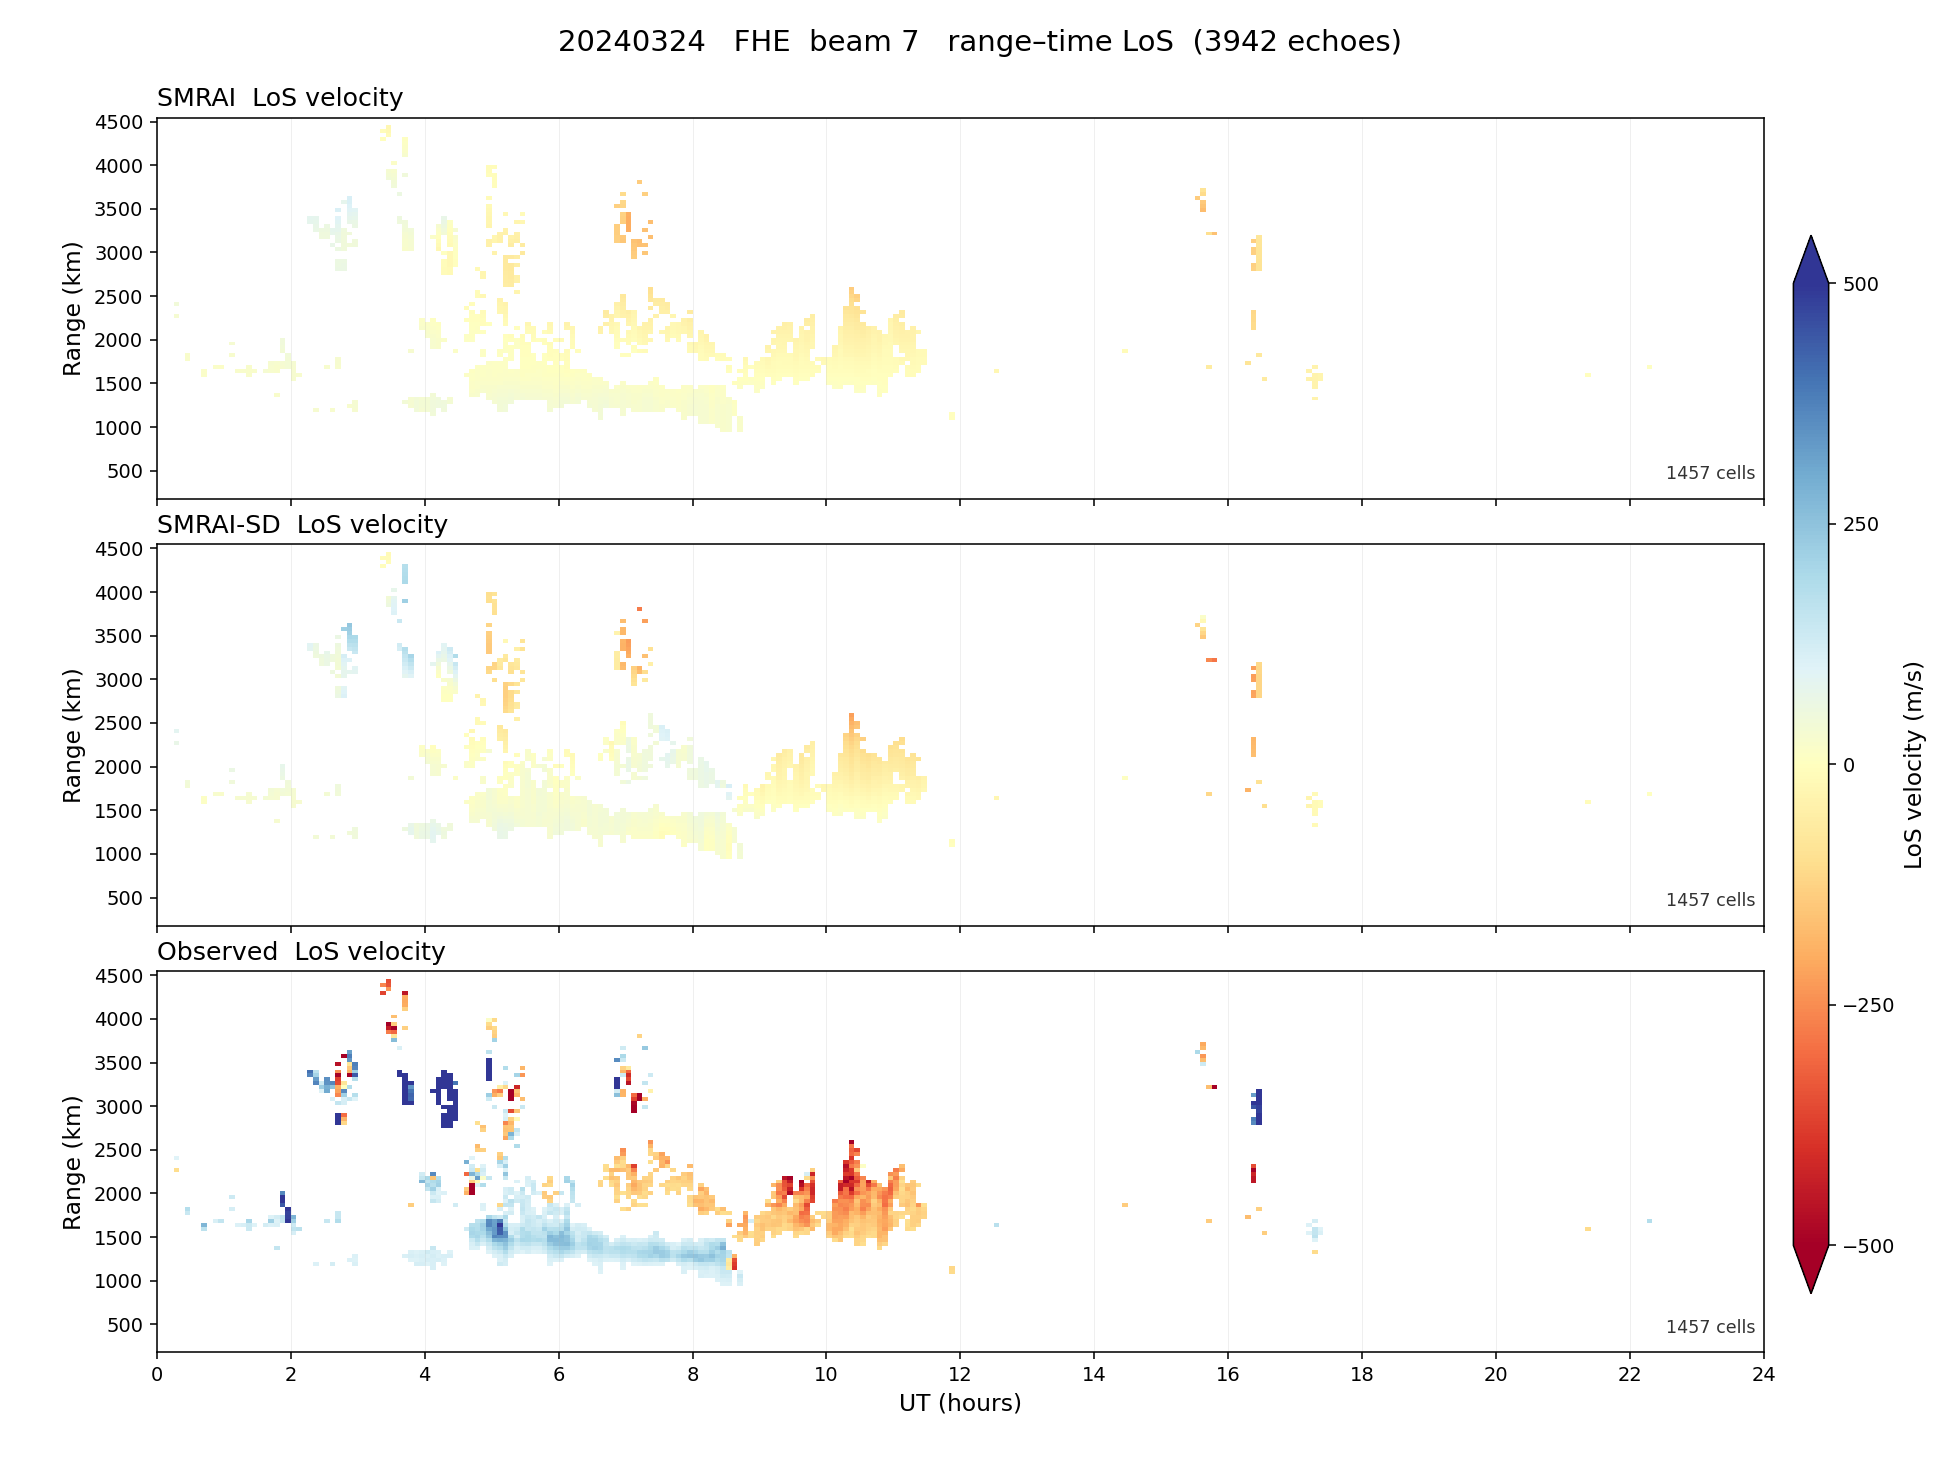 20240324   FHE  beam 7   range–time LoS  (3942 echoes)
SMRAI  LoS velocity
4500
4000
3500
3000
2500
2000
1500
1000
500
Range (km)
1457 cells
SMRAI-SD  LoS velocity
4500
4000
3500
3000
2500
2000
1500
1000
500
Range (km)
1457 cells
Observed  LoS velocity
4500
4000
3500
3000
2500
2000
1500
1000
500
Range (km)
1457 cells
0 2 4 6 8 10 12 14 16 18 20 22 24
UT (hours)
500
250
0
−250
−500
LoS velocity (m/s)